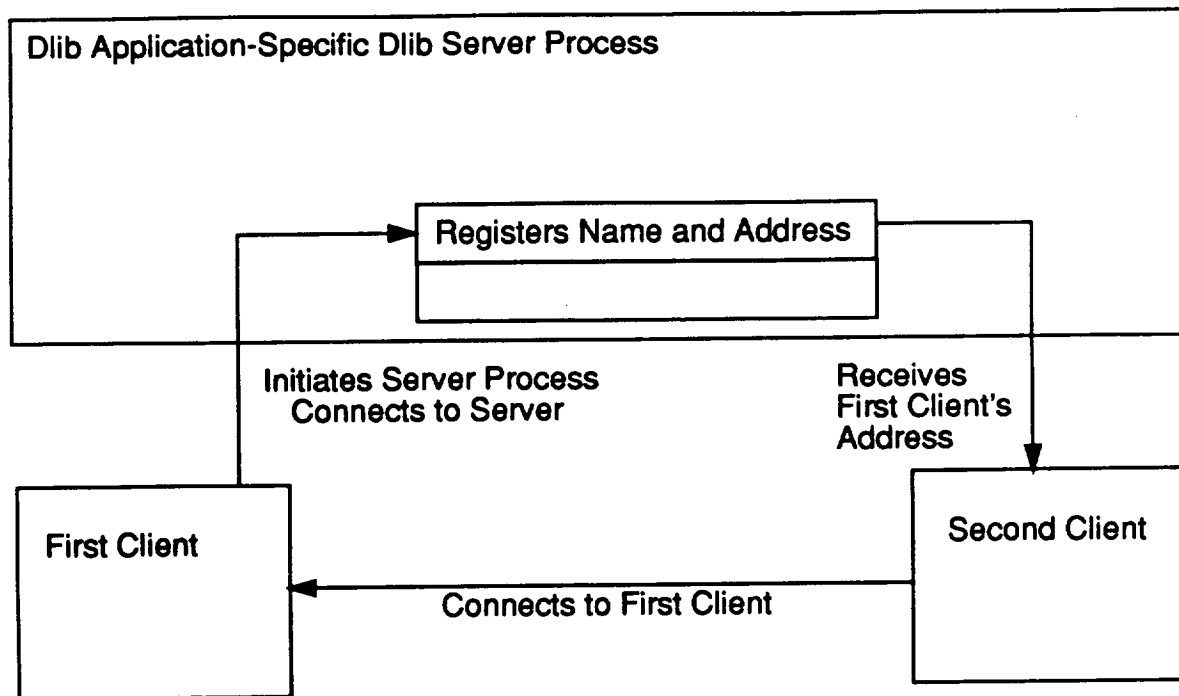 Dlib Application-Specific Dlib Server Process
Registers Name and Address
Initiates Server Process
Connects to Server
Receives
First Client's
Address
First Client
Second Client
Connects to First Client